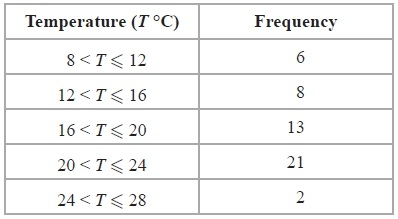 Temperature (T °C) Frequency
8 < T ⩽ 12 6
12 < T ⩽ 16 8
16 < T ⩽ 20 13
20 < T ⩽ 24 21
24 < T ⩽ 28 2